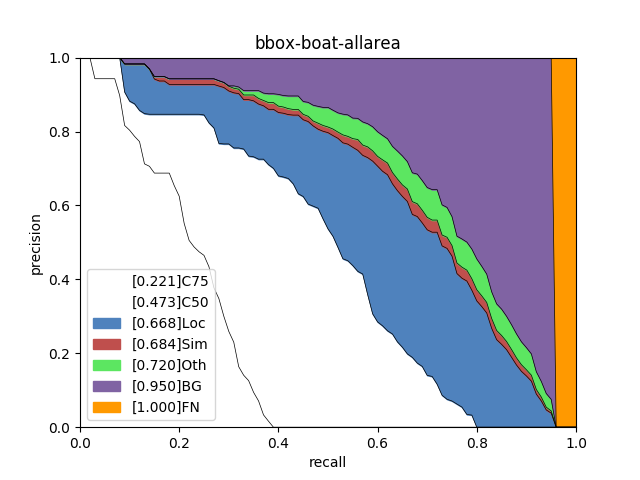 bbox-boat-allarea
1.0
0.8
0.6
0.4
0.2
0.0
precision
[0.221]C75
[0.473]C50
[0.668]Loc
[0.684]Sim
[0.720]Oth
[0.950]BG
[1.000]FN
0.0 0.2 0.4 0.6 0.8 1.0
recall